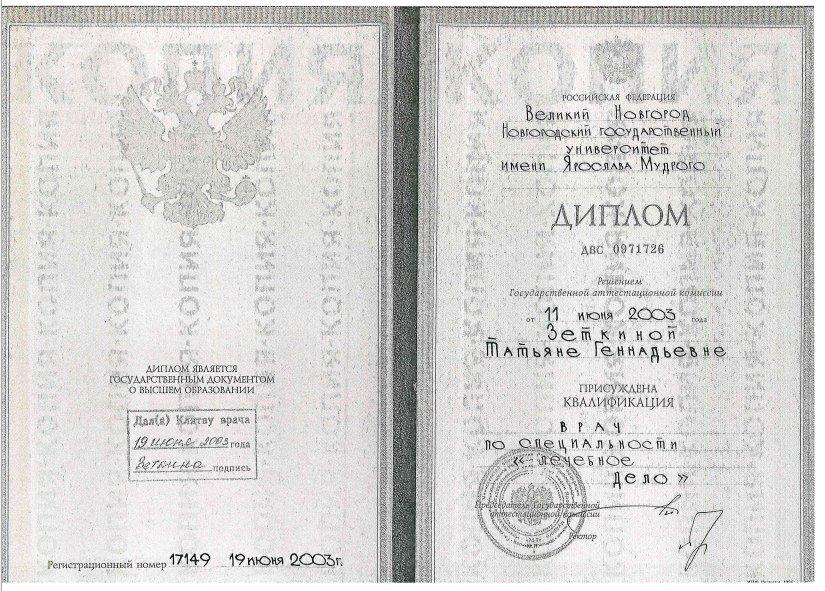 КОПИЯ
ДИПЛОМ ЯВЛЯЕТСЯ
ГОСУДАРСТВЕННЫМ ДОКУМЕНТОМ
О ВЫСШЕМ ОБРАЗОВАНИИ
Дал(а) Клятву врача
19 июня 2003 года
Зеткина подпись
Регистрационный номер 17149 19 июня 2003г.
КОПИЯ
РОССИЙСКАЯ ФЕДЕРАЦИЯ
Великий Новгород
Новгородский государственный
университет
имени Ярослава Мудрого
ДИПЛОМ
ДВС 0971726
Решением
Государственной аттестационной комиссии
от 11 июня 2003 года
Зеткиной
Татьяне Геннадьевне
ПРИСУЖДЕНА
КВАЛИФИКАЦИЯ
ВРАЧ
по специальности
« лечебное
дело »
Председатель Государственной
аттестационной комиссии
Ректор